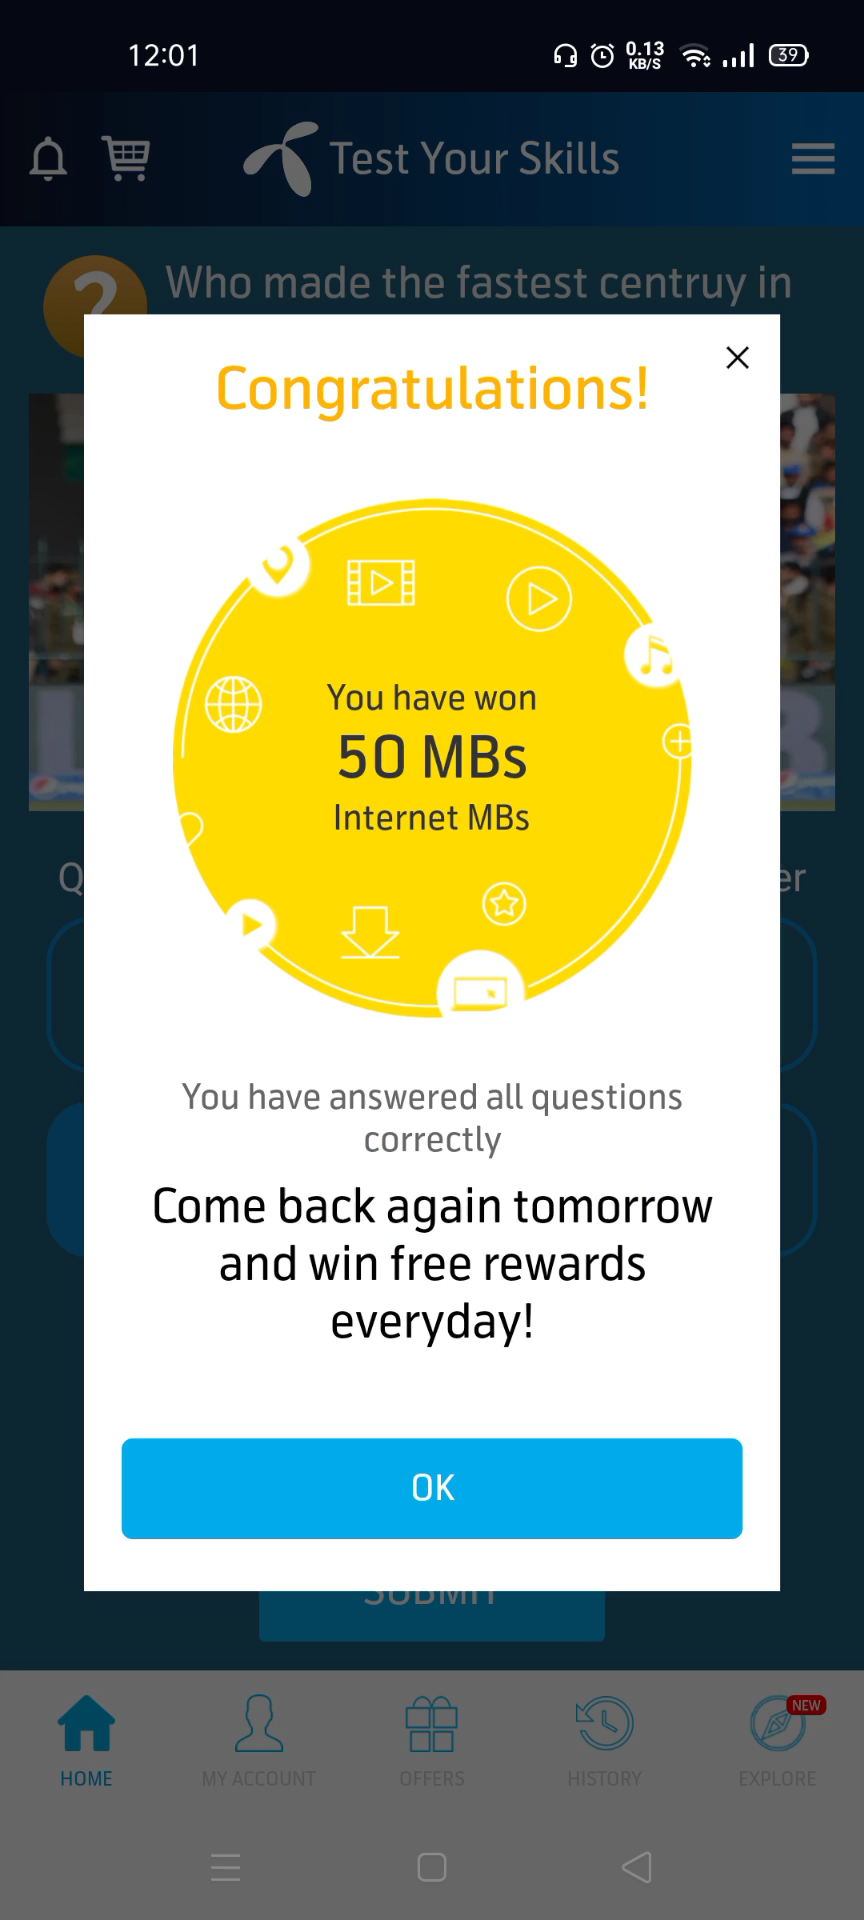 12:01
0.13
KB/S
39
Test Your Skills
Who made the fastest centruy in
Congratulations!
You have won
50 MBs
Internet MBs
Q
er
You have answered all questions
correctly
Come back again tomorrow
and win free rewards
everyday!
OK
SUBMIT
NEW
HOME
MY ACCOUNT
OFFERS
HISTORY
EXPLORE